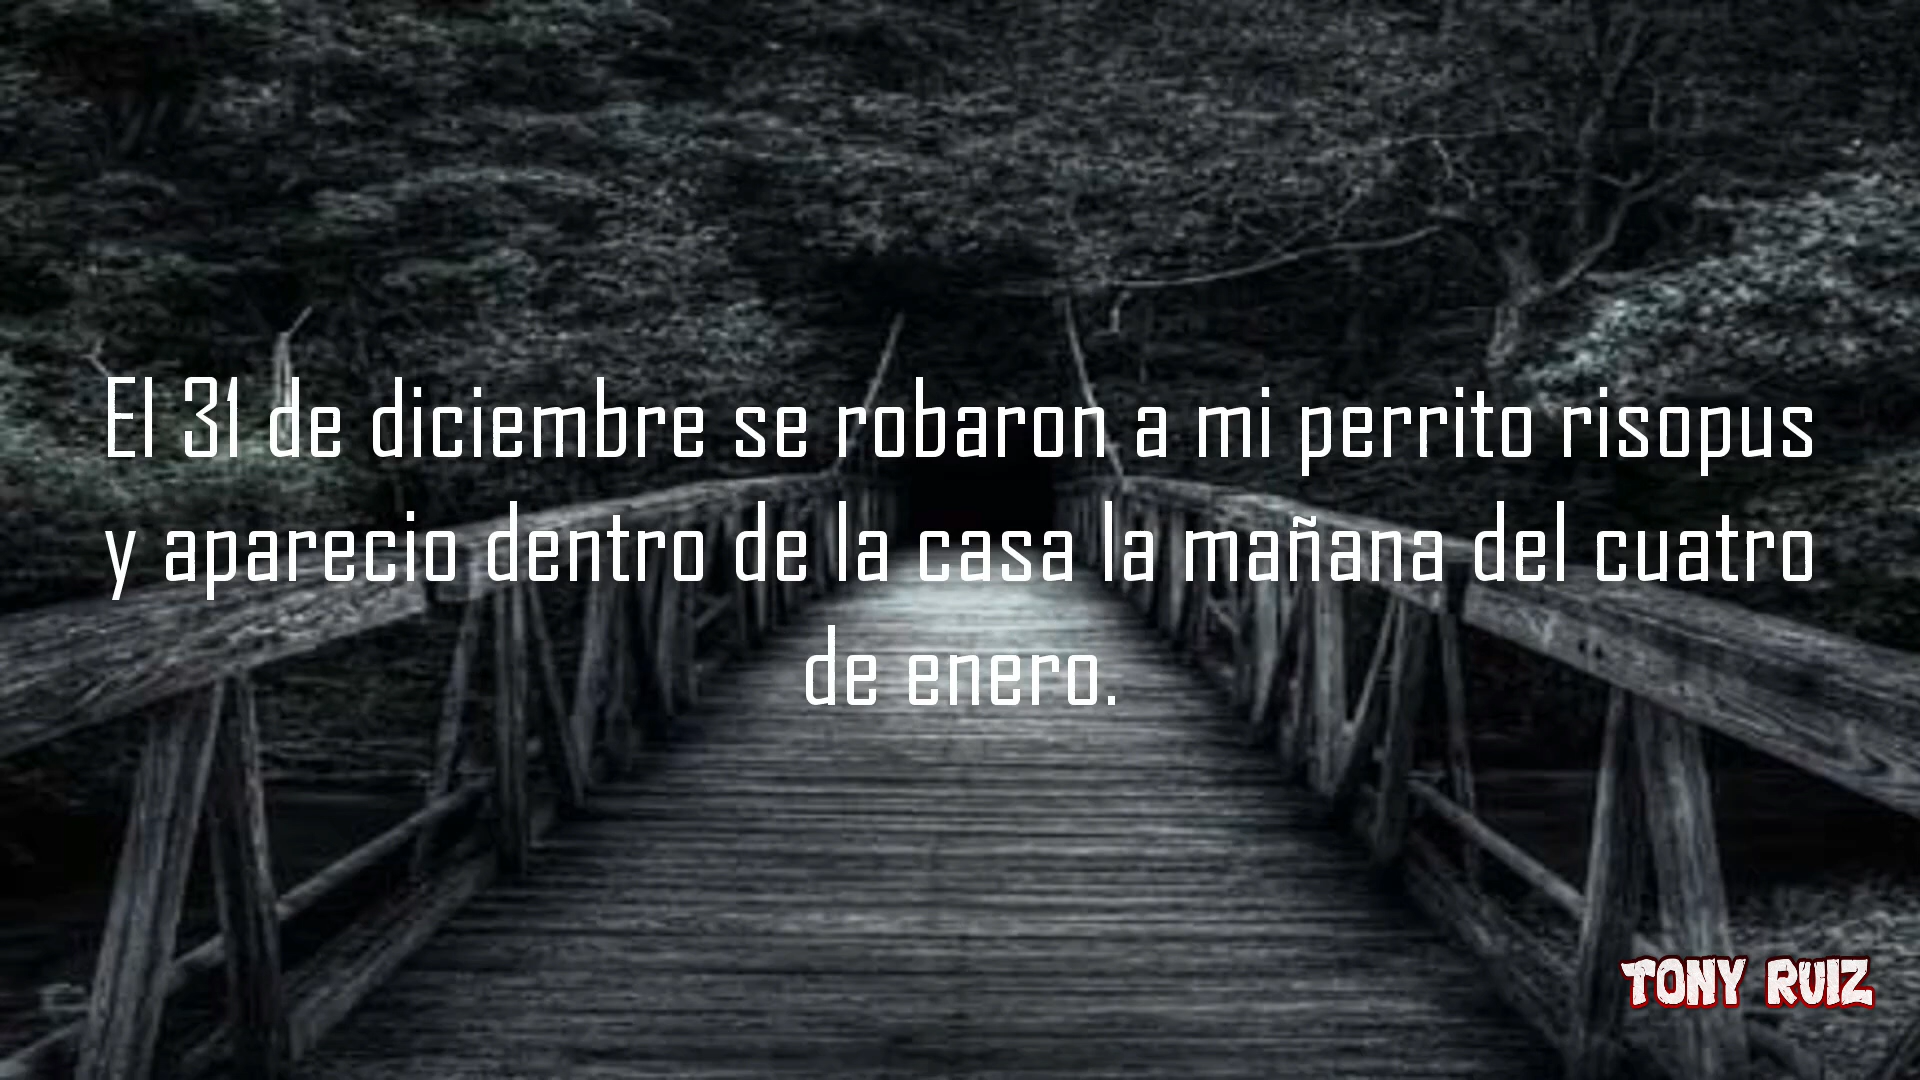 El 31 de diciembre se robaron a mi perrito risopus
y aparecio dentro de la casa la mañana del cuatro
de enero.
TONY RUIZ